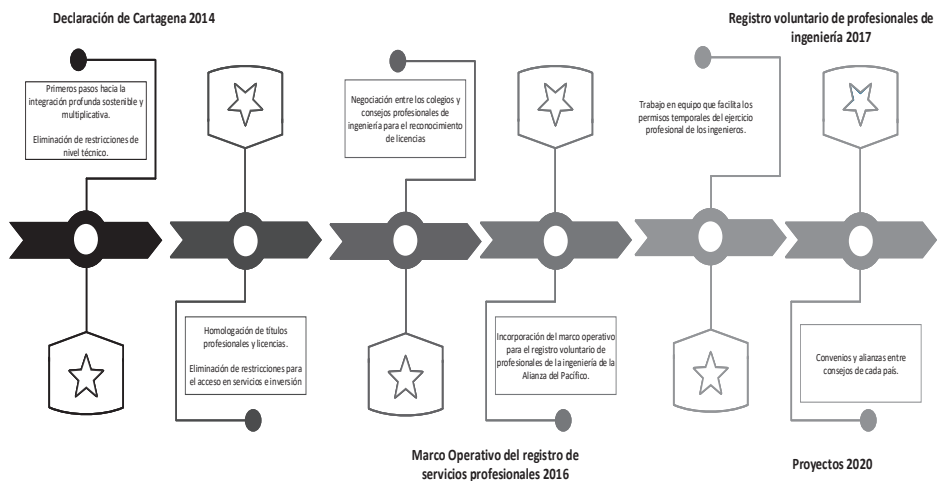 Declaración de Cartagena 2014
Primeros pasos hacia la
integración profunda sostenible y
multiplicativa.
Eliminación de restricciones de
nivel técnico.
Homologación de títulos
profesionales y licencias.
Eliminación de restricciones para
el acceso en servicios e inversión
Negociación entre los colegios y
consejos profesionales de
ingeniería para el reconocimiento
de licencias
Incorporación del marco operativo
para el registro voluntario de
profesionales de la ingeniería de la
Alianza del Pacífico.
Marco Operativo del registro de
servicios profesionales 2016
Registro voluntario de profesionales de
ingeniería 2017
Trabajo en equipo que facilita los
permisos temporales del ejercicio
profesional de los ingenieros.
Convenios y alianzas entre
consejos de cada país.
Proyectos 2020